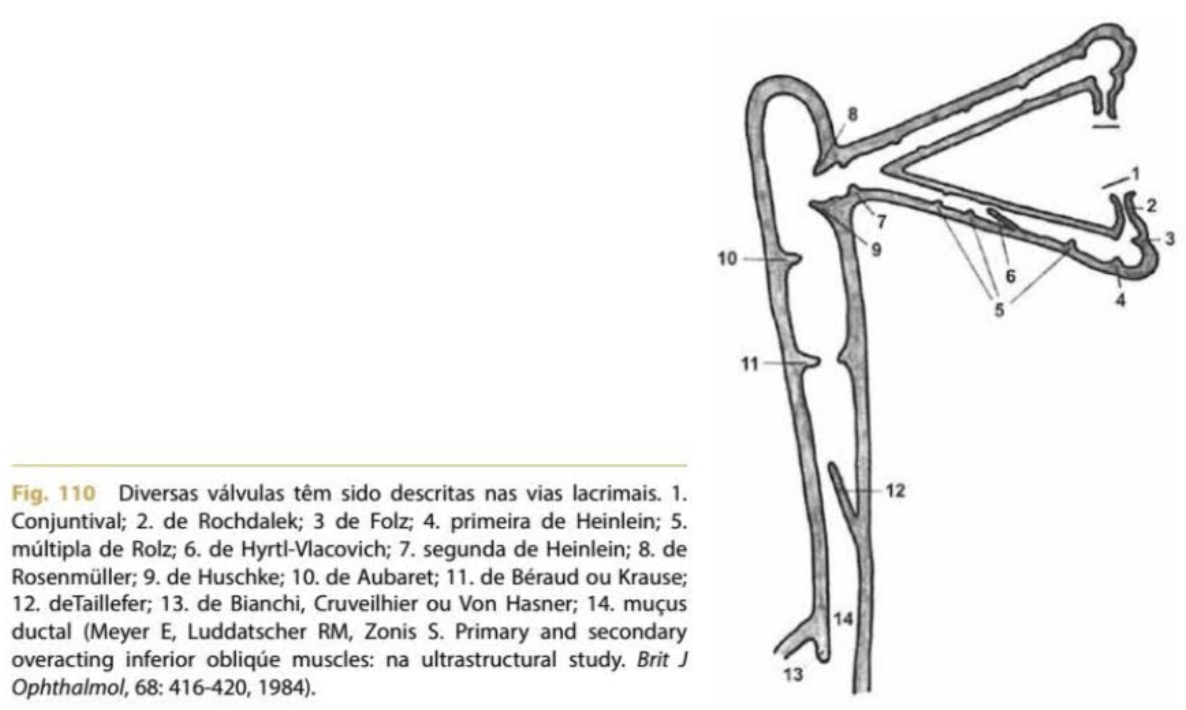 8
1
2
7
3
9
10
6
4
5
11
12
14
13
Fig. 110 Diversas válvulas têm sido descritas nas vias lacrimais. 1.
Conjuntival; 2. de Rochdalek; 3 de Folz; 4. primeira de Heinlein; 5.
múltipla de Rolz; 6. de Hyrtl-Vlacovich; 7. segunda de Heinlein; 8. de
Rosenmüller; 9. de Huschke; 10. de Aubaret; 11. de Béraud ou Krause;
12. deTaillefer; 13. de Bianchi, Cruveilhier ou Von Hasner; 14. muçus
ductal (Meyer E, Luddatscher RM, Zonis S. Primary and secondary
overacting inferior obliqúe muscles: na ultrastructural study. Brit J
Ophthalmol, 68: 416-420, 1984).